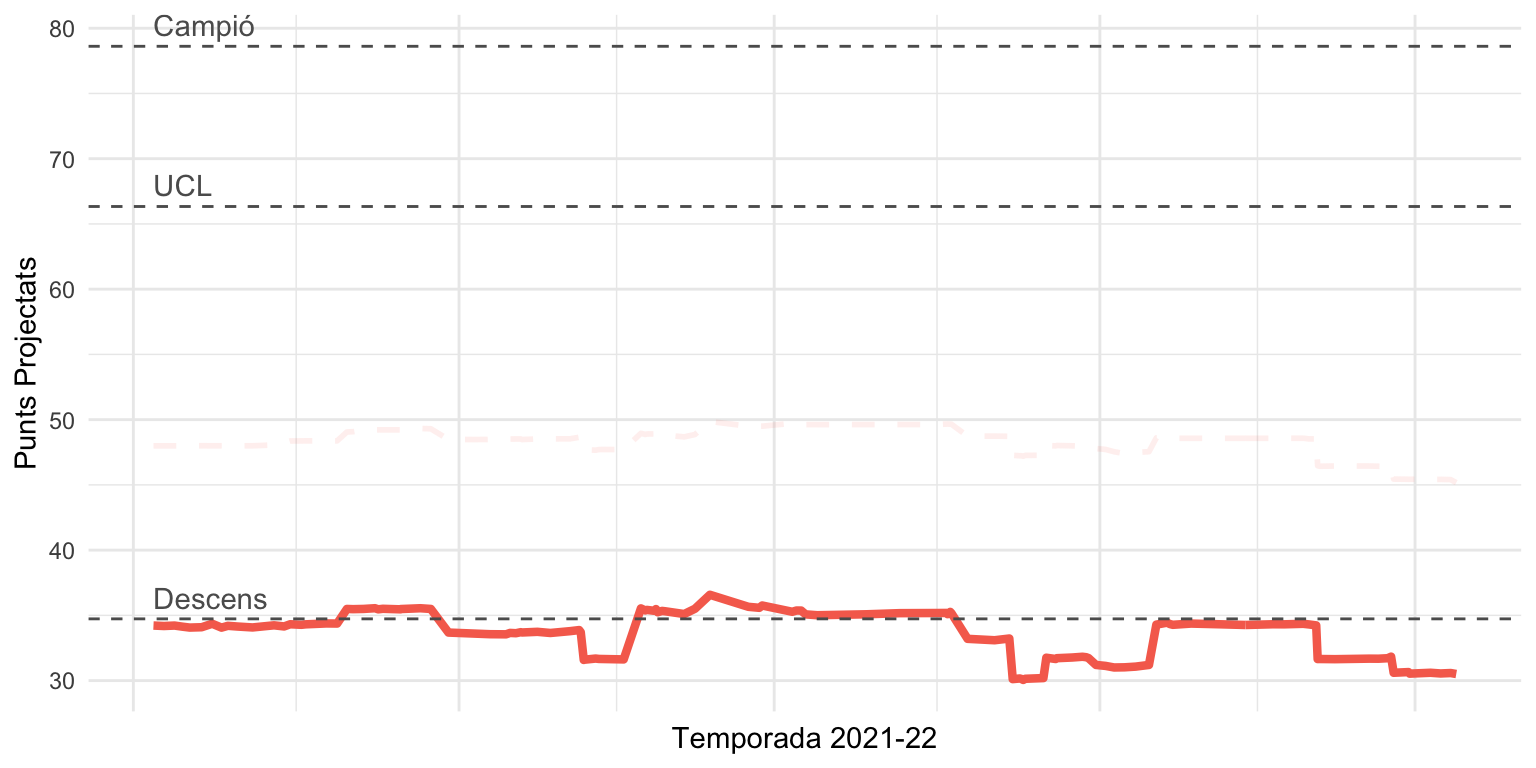 80
Campió
70
UCL
60
Punts Projectats
50
40
Descens
30
Temporada 2021-22